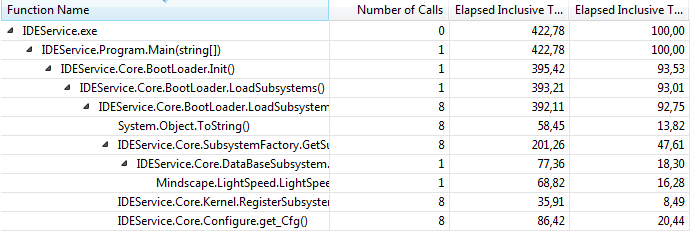 Function Name Number of Calls Elapsed Inclusive T... Elapsed Inclusive T...
IDEService.exe 0 422,78 100,00
IDEService.Program.Main(string[]) 1 422,78 100,00
IDEService.Core.BootLoader.Init() 1 395,42 93,53
IDEService.Core.BootLoader.LoadSubsystems() 1 393,21 93,01
IDEService.Core.BootLoader.LoadSubsystem 8 392,11 92,75
System.Object.ToString() 8 58,45 13,82
IDEService.Core.SubsystemFactory.GetSu 8 201,26 47,61
IDEService.Core.DataBaseSubsystem. 1 77,36 18,30
Mindscape.LightSpeed.LightSpee 1 68,82 16,28
IDEService.Core.Kernel.RegisterSubsyster 8 35,91 8,49
IDEService.Core.Configure.get_Cfg() 8 86,42 20,44